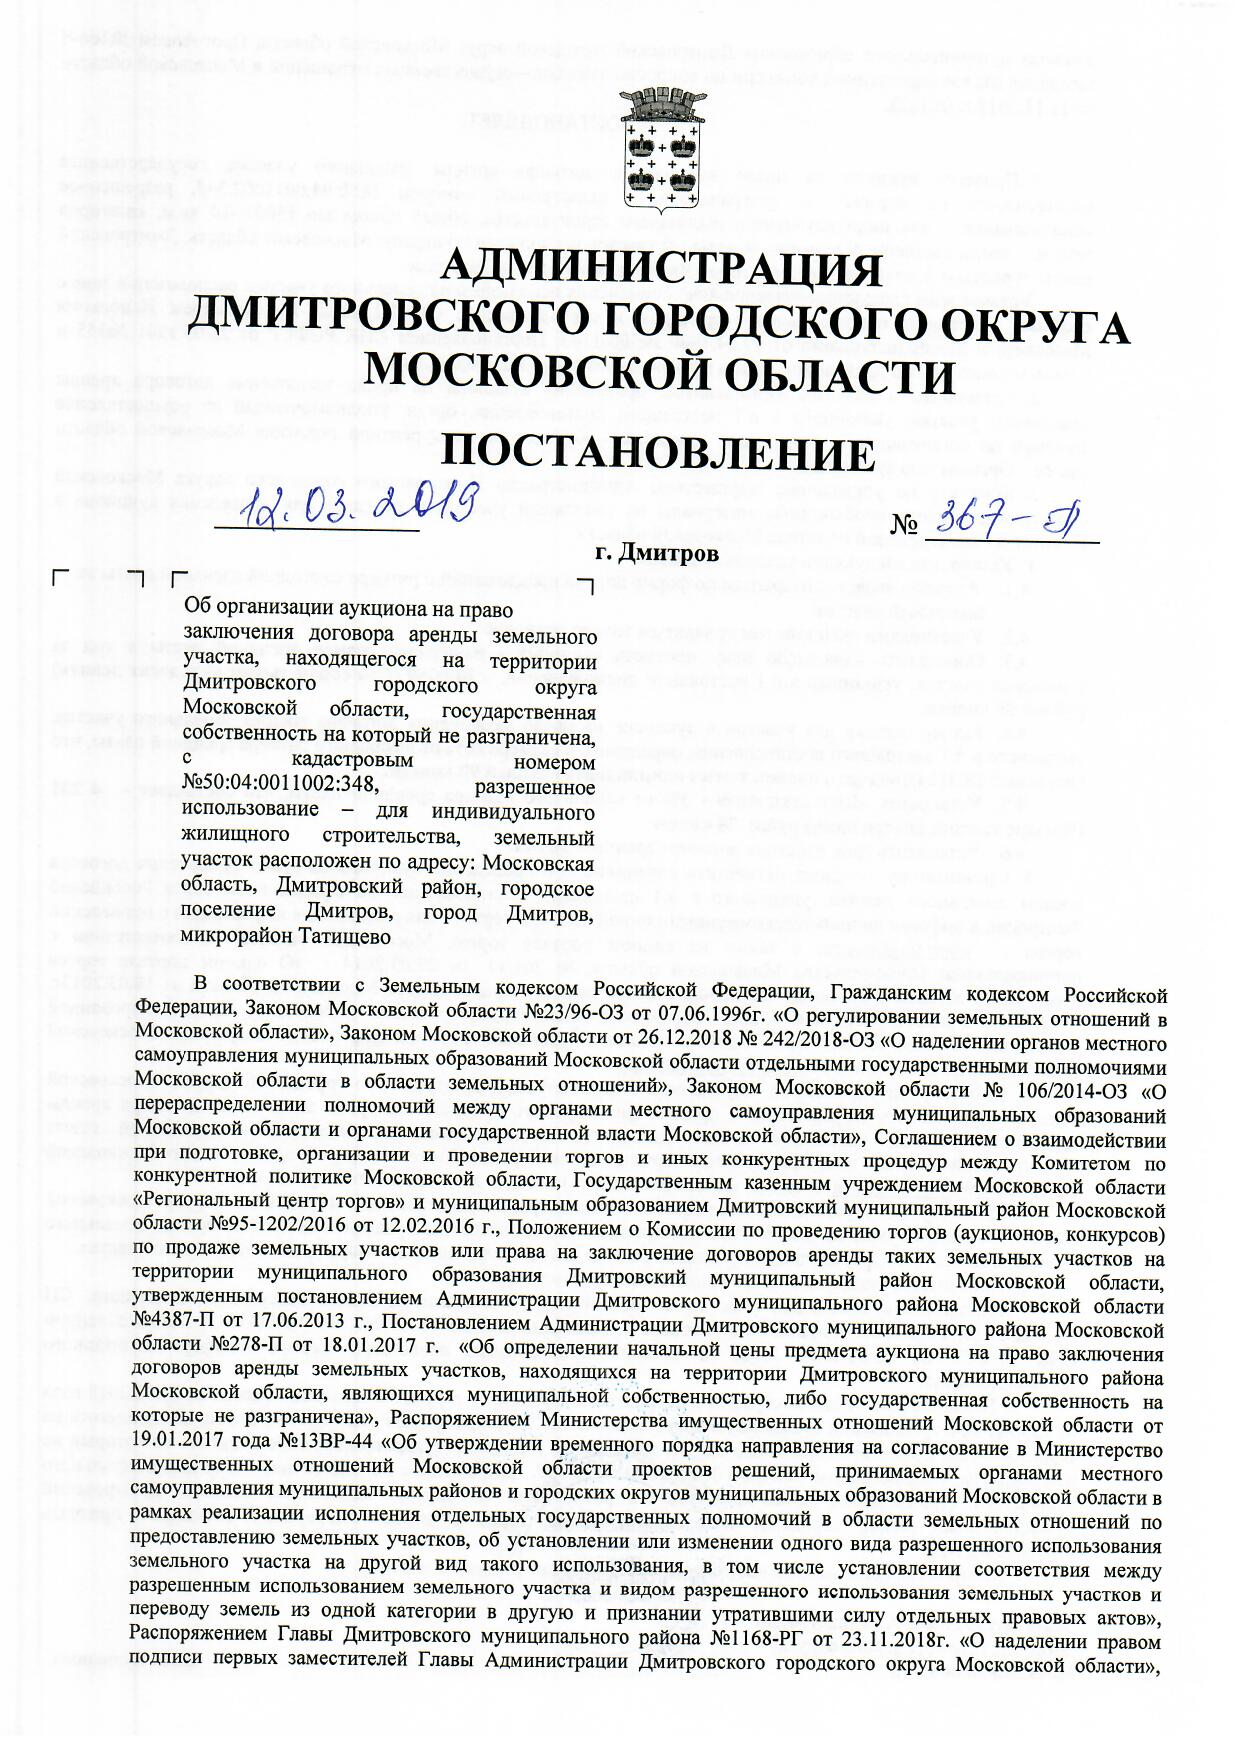 АДМИНИСТРАЦИЯ
ДМИТРОВСКОГО ГОРОДСКОГО ОКРУГА
МОСКОВСКОЙ ОБЛАСТИ
ПОСТАНОВЛЕНИЕ
12.03.2019 № 367-П
г. Дмитров
Об организации аукциона на право
заключения договора аренды земельного
участка, находящегося на территории
Дмитровского городского округа
Московской области, государственная
собственность на который не разграничена,
с кадастровым номером
№50:04:0011002:348, разрешенное
использование – для индивидуального
жилищного строительства, земельный
участок расположен по адресу: Московская
область, Дмитровский район, городское
поселение Дмитров, город Дмитров,
микрорайон Татищево
В соответствии с Земельным кодексом Российской Федерации, Гражданским кодексом Российской
Федерации, Законом Московской области №23/96-ОЗ от 07.06.1996г. «О регулировании земельных отношений в
Московской области», Законом Московской области от 26.12.2018 № 242/2018-ОЗ «О наделении органов местного
самоуправления муниципальных образований Московской области отдельными государственными полномочиями
Московской области в области земельных отношений», Законом Московской области № 106/2014-ОЗ «О
перераспределении полномочий между органами местного самоуправления муниципальных образований
Московской области и органами государственной власти Московской области», Соглашением о взаимодействии
при подготовке, организации и проведении торгов и иных конкурентных процедур между Комитетом по
конкурентной политике Московской области, Государственным казенным учреждением Московской области
«Региональный центр торгов» и муниципальным образованием Дмитровский муниципальный район Московской
области №95-1202/2016 от 12.02.2016 г., Положением о Комиссии по проведению торгов (аукционов, конкурсов)
по продаже земельных участков или права на заключение договоров аренды таких земельных участков на
территории муниципального образования Дмитровский муниципальный район Московской области,
утвержденным постановлением Администрации Дмитровского муниципального района Московской области
№4387-П от 17.06.2013 г., Постановлением Администрации Дмитровского муниципального района Московской
области №278-П от 18.01.2017 г. «Об определении начальной цены предмета аукциона на право заключения
договоров аренды земельных участков, находящихся на территории Дмитровского муниципального района
Московской области, являющихся муниципальной собственностью, либо государственная собственность на
которые не разграничена», Распоряжением Министерства имущественных отношений Московской области от
19.01.2017 года №13ВР-44 «Об утверждении временного порядка направления на согласование в Министерство
имущественных отношений Московской области проектов решений, принимаемых органами местного
самоуправления муниципальных районов и городских округов муниципальных образований Московской области в
рамках реализации исполнения отдельных государственных полномочий в области земельных отношений по
предоставлению земельных участков, об установлении или изменении одного вида разрешенного использования
земельного участка на другой вид такого использования, в том числе установлении соответствия между
разрешенным использованием земельного участка и видом разрешенного использования земельных участков и
переводу земель из одной категории в другую и признании утратившими силу отдельных правовых актов»,
Распоряжением Главы Дмитровского муниципального района №1168-РГ от 23.11.2018г. «О наделении правом
подписи первых заместителей Главы Администрации Дмитровского городского округа Московской области»,